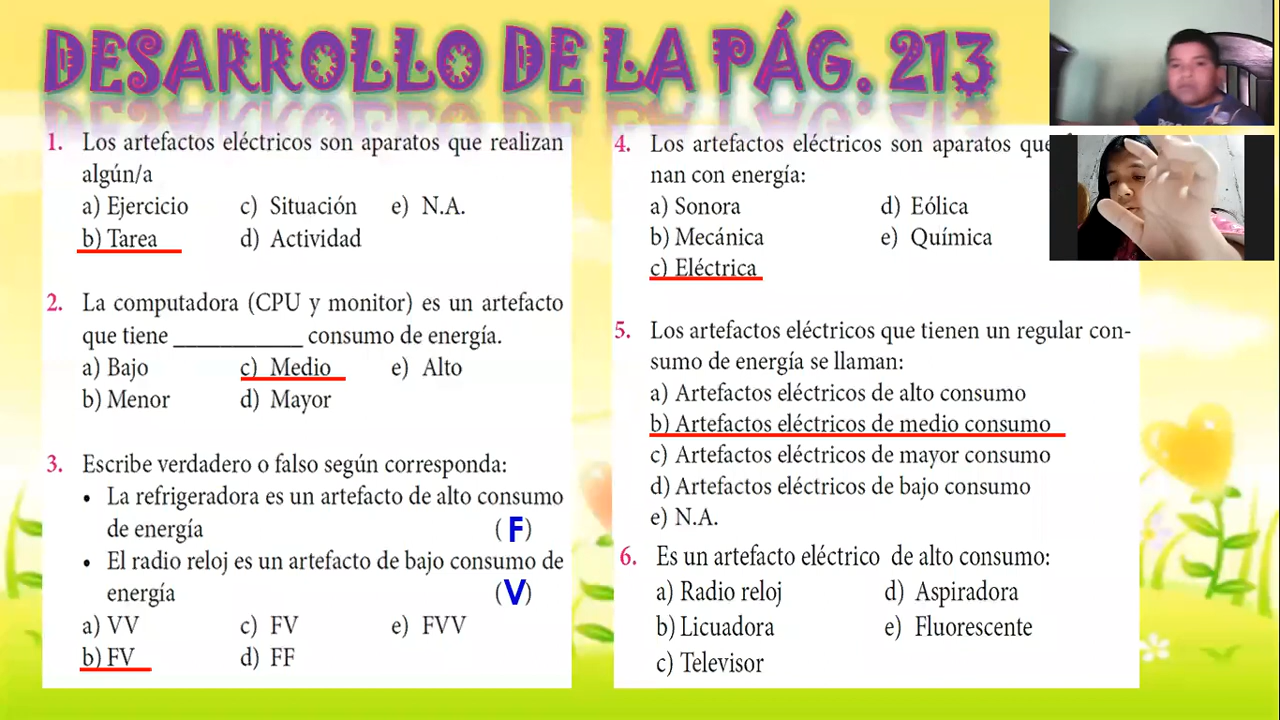 DESARROLLO DE LA PÁG. 213
1. Los artefactos eléctricos son aparatos que realizan
algún/a
a) Ejercicio c) Situación e) N.A.
b) Tarea d) Actividad
2. La computadora (CPU y monitor) es un artefacto
que tiene ____________ consumo de energía.
a) Bajo c) Medio e) Alto
b) Menor d) Mayor
3. Escribe verdadero o falso según corresponda:
• La refrigeradora es un artefacto de alto consumo
de energía (F)
• El radio reloj es un artefacto de bajo consumo de
energía (V)
a) VV c) FV e) FVV
b) FV d) FF
4. Los artefactos eléctricos son aparatos que
nan con energía:
a) Sonora d) Eólica
b) Mecánica e) Química
c) Eléctrica
5. Los artefactos eléctricos que tienen un regular con-
sumo de energía se llaman:
a) Artefactos eléctricos de alto consumo
b) Artefactos eléctricos de medio consumo
c) Artefactos eléctricos de mayor consumo
d) Artefactos eléctricos de bajo consumo
e) N.A.
6. Es un artefacto eléctrico de alto consumo:
a) Radio reloj d) Aspiradora
b) Licuadora e) Fluorescente
c) Televisor